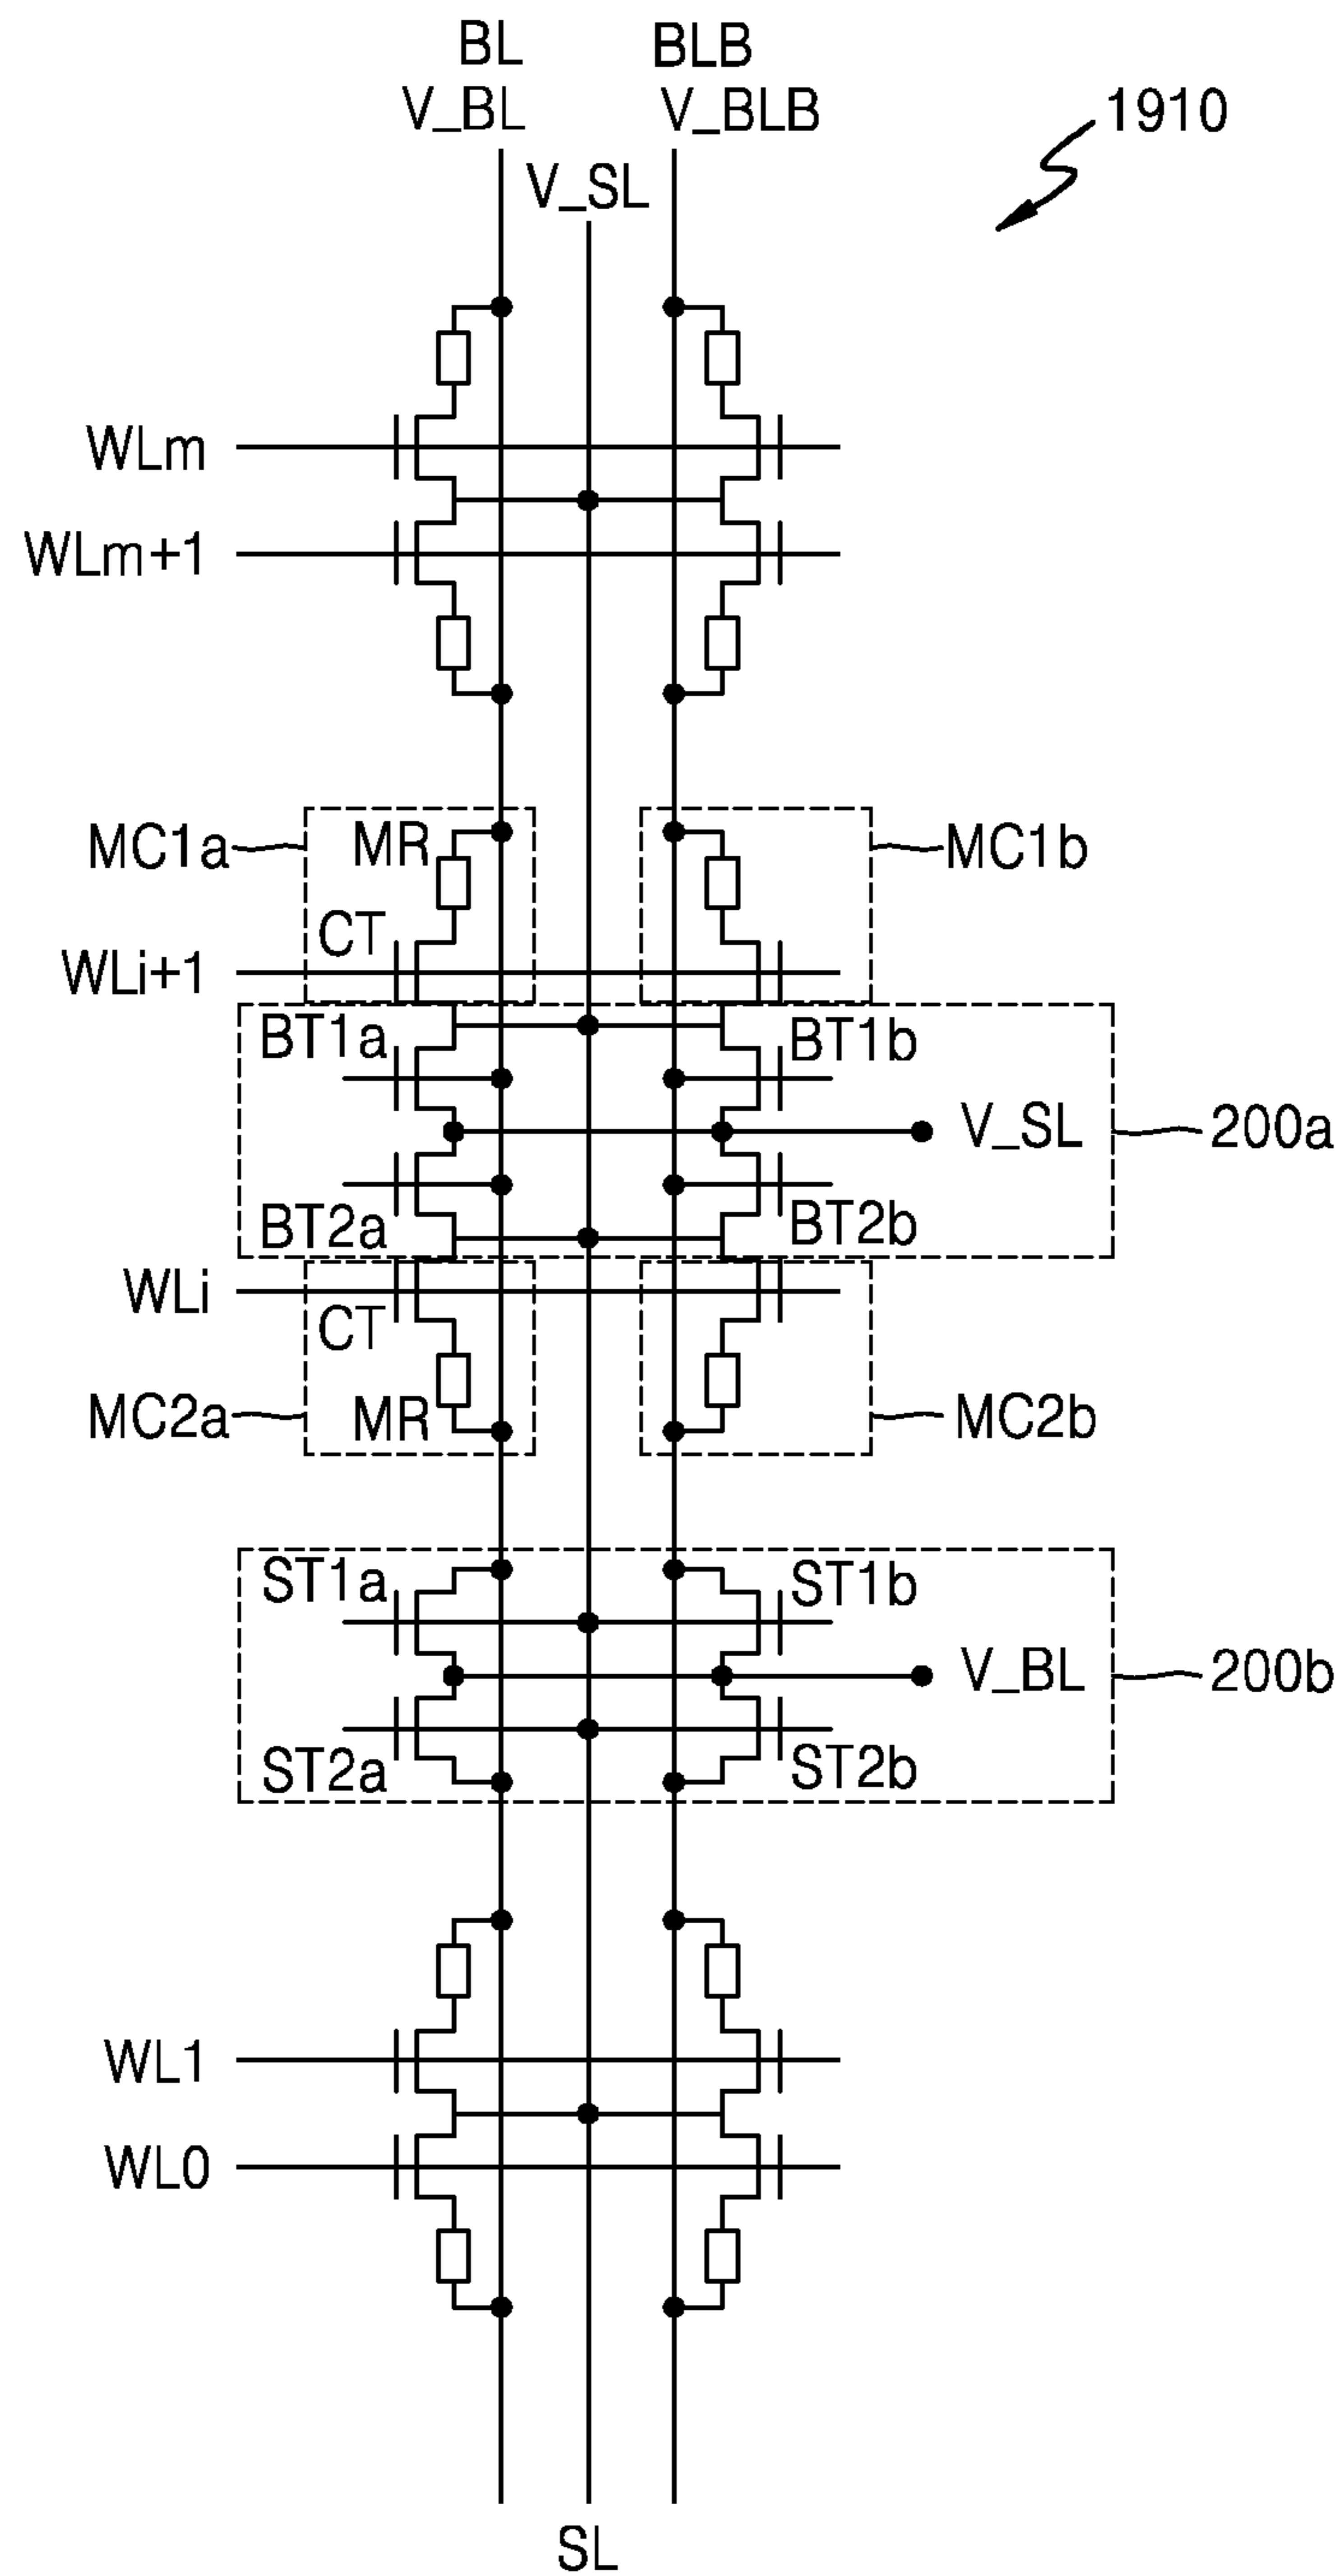 BL BLB
V_BL V_BLB 1910
V_SL
WLm
WLm+1
MC1a MR MC1b
CT
WLi+1
BT1a BT1b
V_SL 200a
BT2a BT2b
WLi
CT
MC2a MR MC2b
ST1a ST1b
V_BL 200b
ST2a ST2b
WL1
WL0
SL